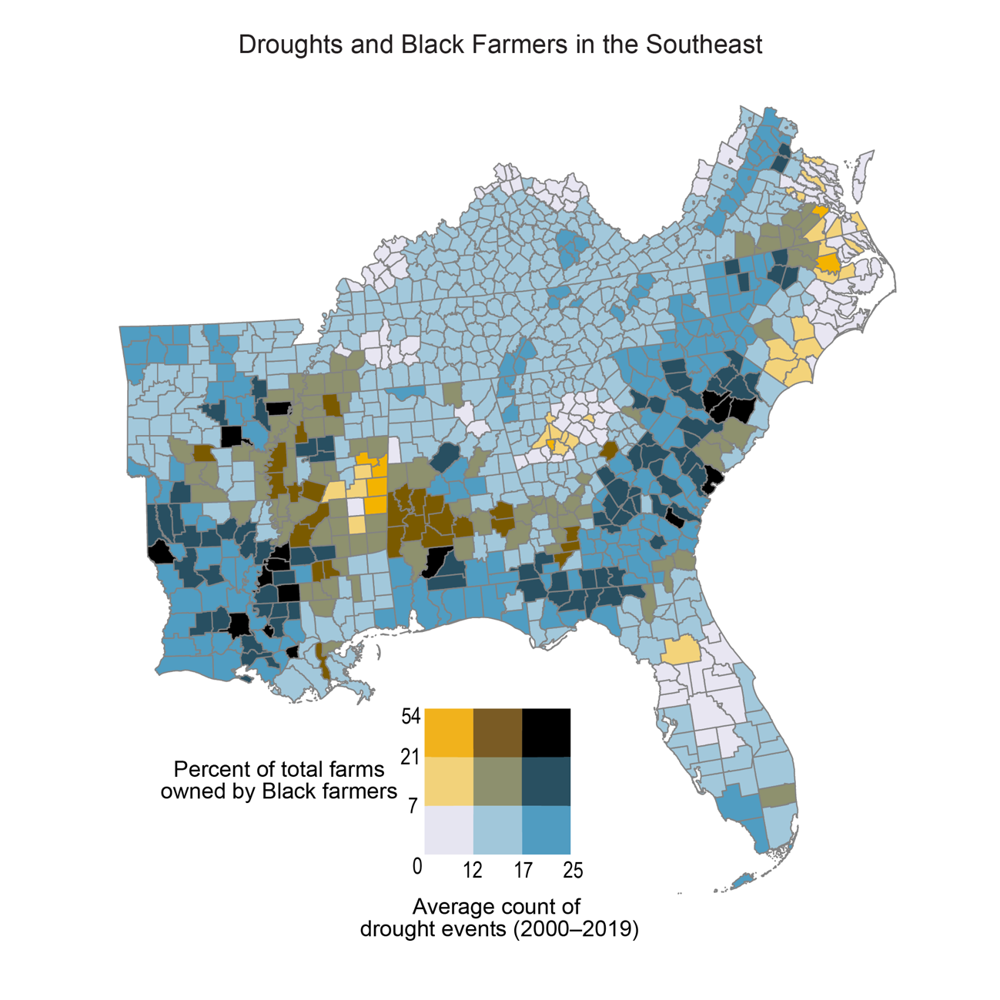 Droughts and Black Farmers in the Southeast
54
21
Percent of total farms
owned by Black farmers
7
0
12
17
25
Average count of
drought events (2000–2019)